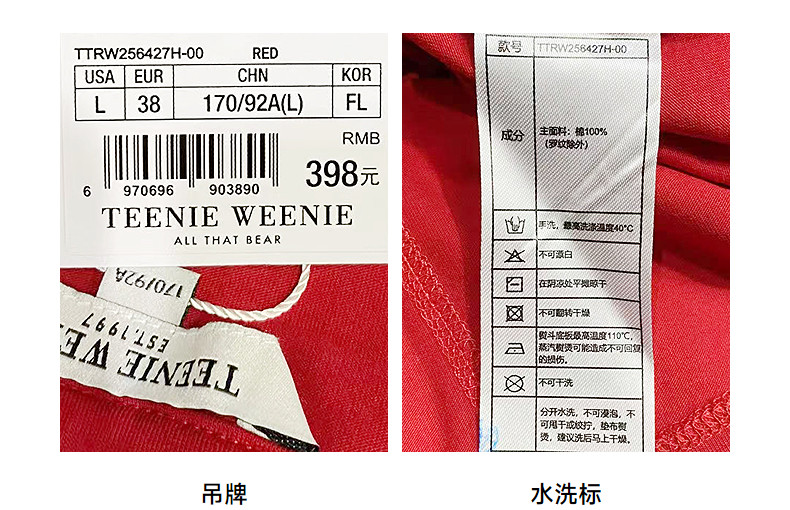 TTRW256427H-00 RED
USA EUR CHN KOR
L 38 170/92A(L) FL
RMB
398元
6 970696 903890
TEENIE WEENIE
ALL THAT BEAR
170/92A
EST.1997
TEENIE WE
款号 TTRW256427H-00
成分 主面料：棉100%
（罗纹除外）
手洗，最高洗涤温度40°C
不可漂白
在阴凉处平摊晾干
不可翻转干燥
熨斗底板最高温度110℃，
蒸汽熨烫可能造成不可回复
的损伤。
不可干洗
分开水洗，不可浸泡，不
可甩干或绞拧，垫布熨
烫，建议洗后马上干燥。
吊牌
水洗标